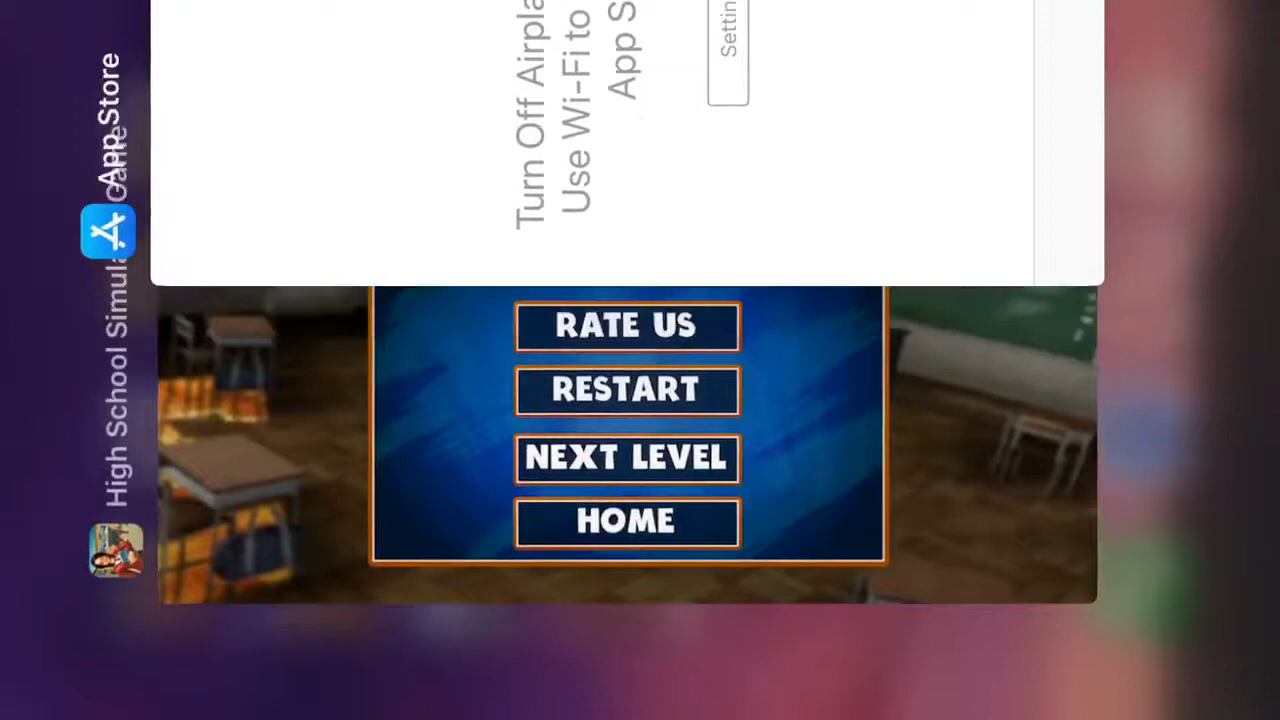 App Store
High School Simula
Game
Turn Off Airpla
Use Wi-Fi to
App S
Settin
RATE US
RESTART
NEXT LEVEL
HOME